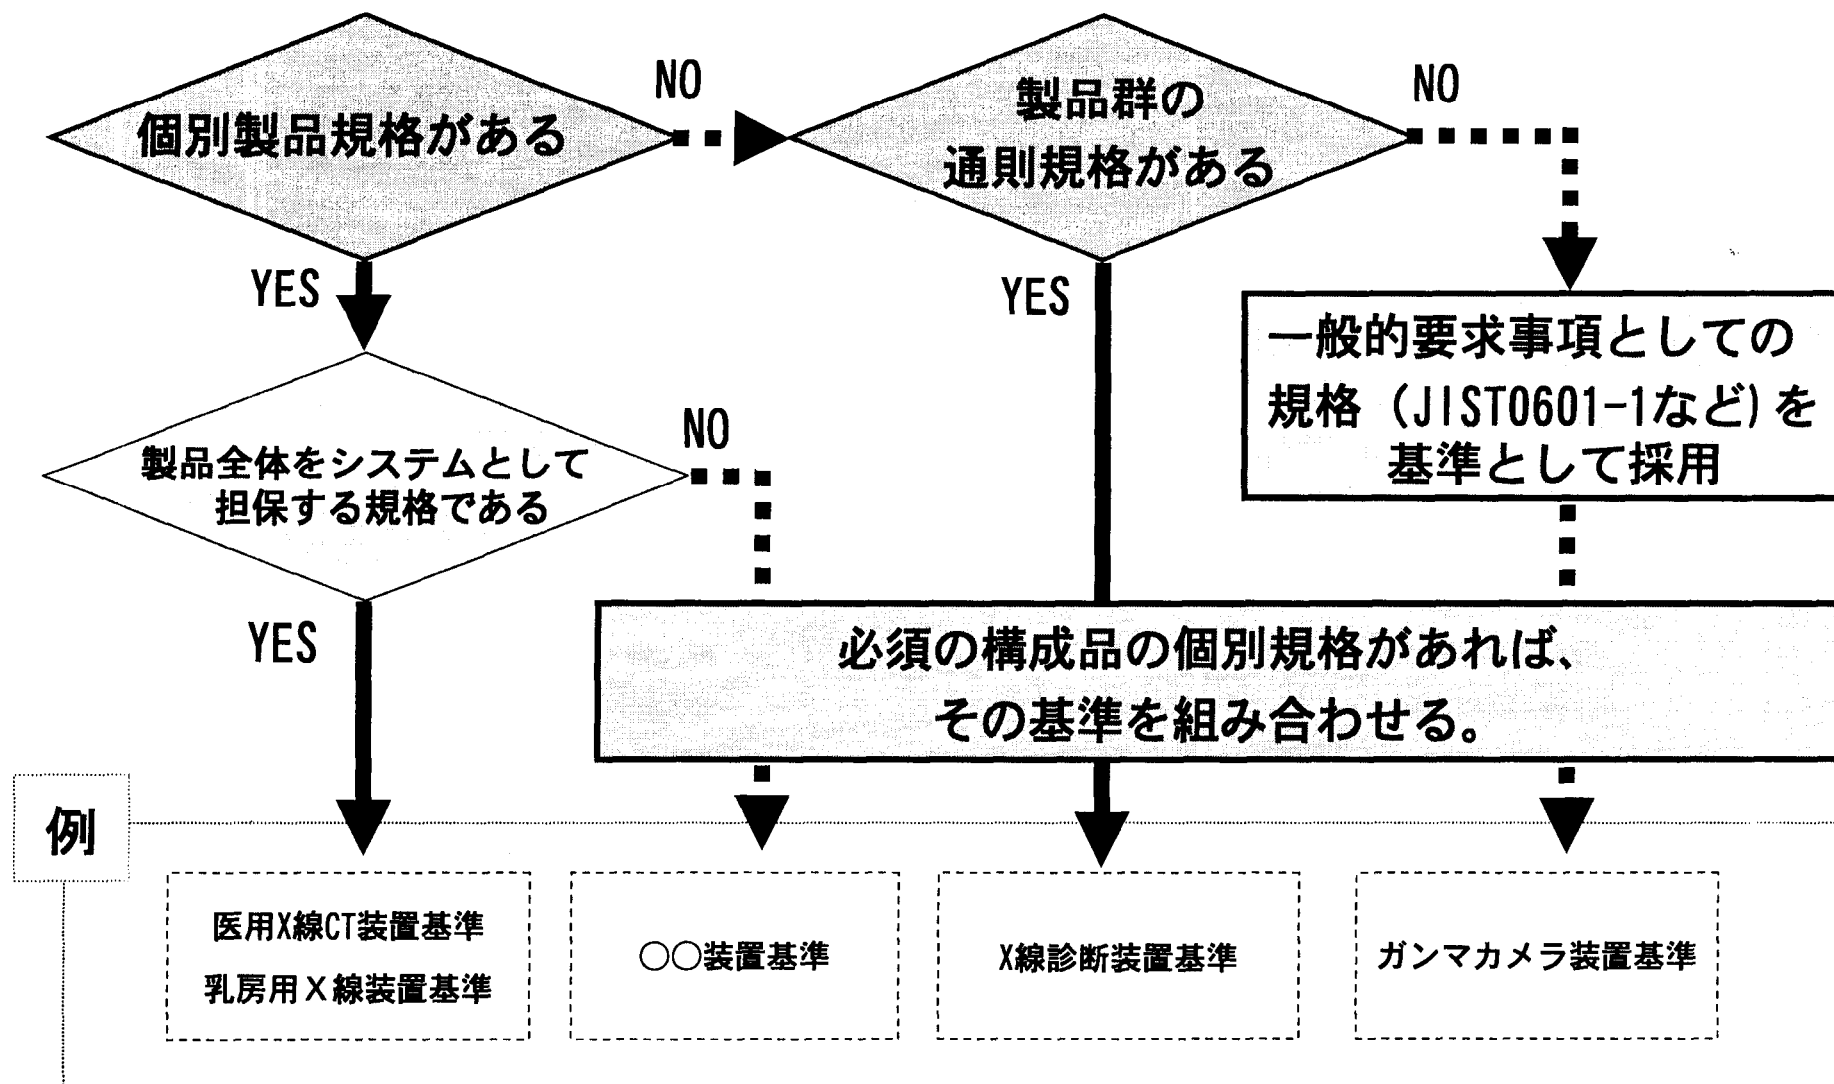 個別製品規格がある
NO
製品群の
通則規格がある
NO
YES
YES
一般的要求事項としての
規格（JIST0601-1など）を
基準として採用
製品全体をシステムとして
担保する規格である
NO
YES
必須の構成品の個別規格があれば、
その基準を組み合わせる。
例
医用X線CT装置基準
乳房用X線装置基準
○○装置基準
X線診断装置基準
ガンマカメラ装置基準